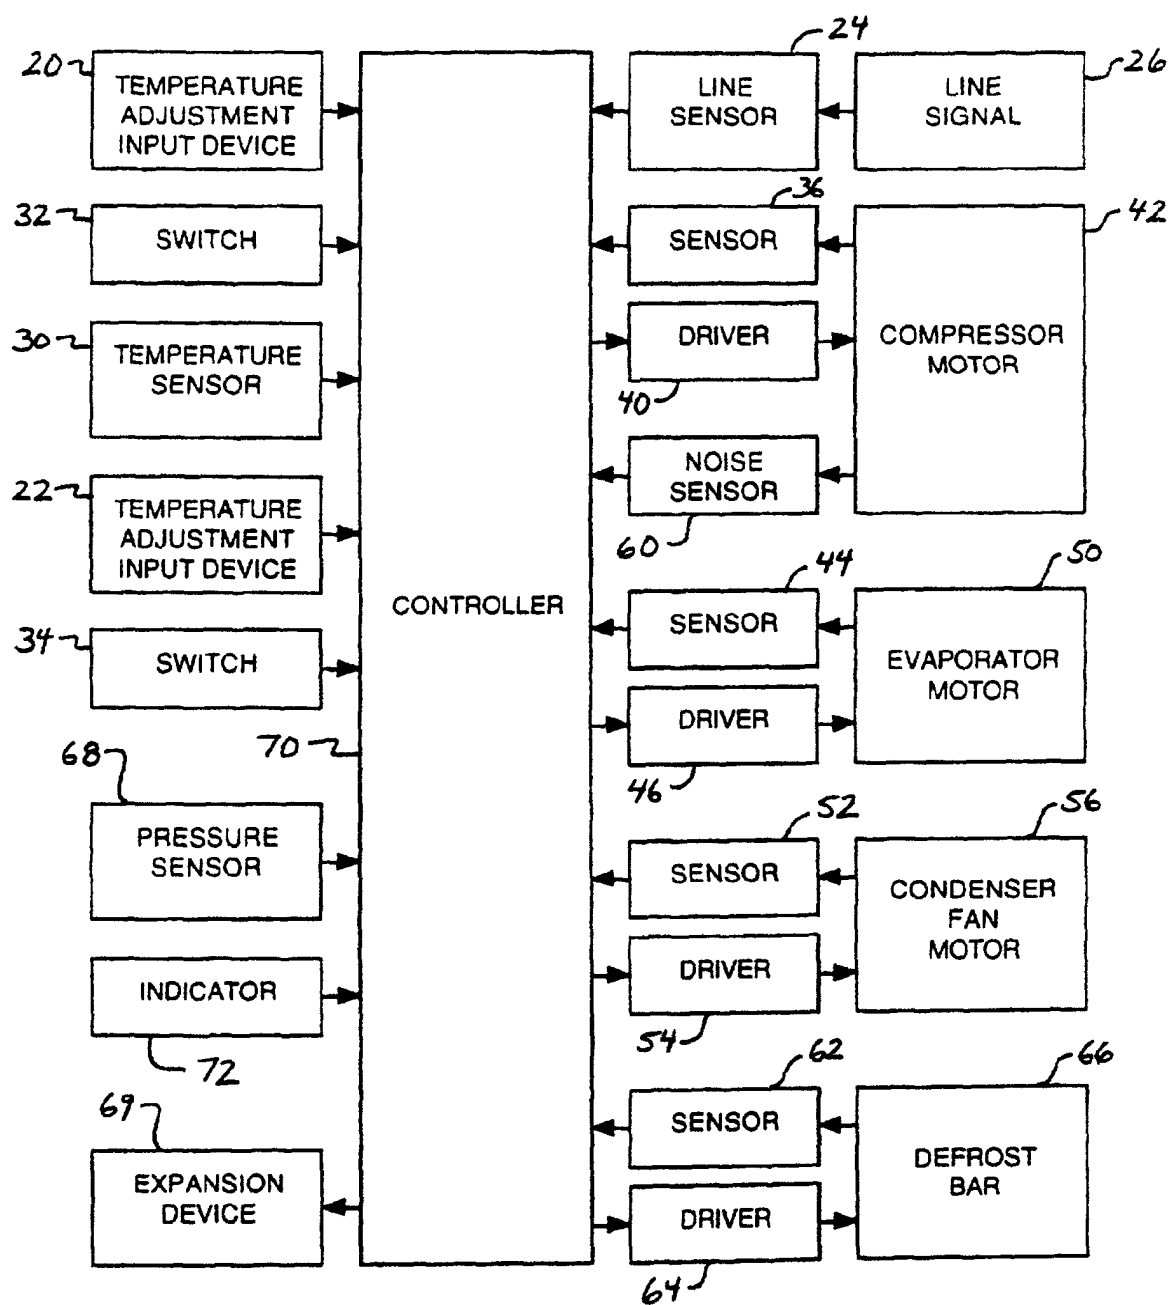 20
TEMPERATURE
ADJUSTMENT
INPUT DEVICE
32
SWITCH
30
TEMPERATURE
SENSOR
22
TEMPERATURE
ADJUSTMENT
INPUT DEVICE
34
SWITCH
68
PRESSURE
SENSOR
INDICATOR
72
69
EXPANSION
DEVICE
CONTROLLER
70
24
LINE
SENSOR
26
LINE
SIGNAL
36
SENSOR
DRIVER
40
NOISE
SENSOR
60
42
COMPRESSOR
MOTOR
44
SENSOR
DRIVER
46
50
EVAPORATOR
MOTOR
52
SENSOR
DRIVER
54
56
CONDENSER
FAN
MOTOR
62
SENSOR
DRIVER
64
66
DEFROST
BAR